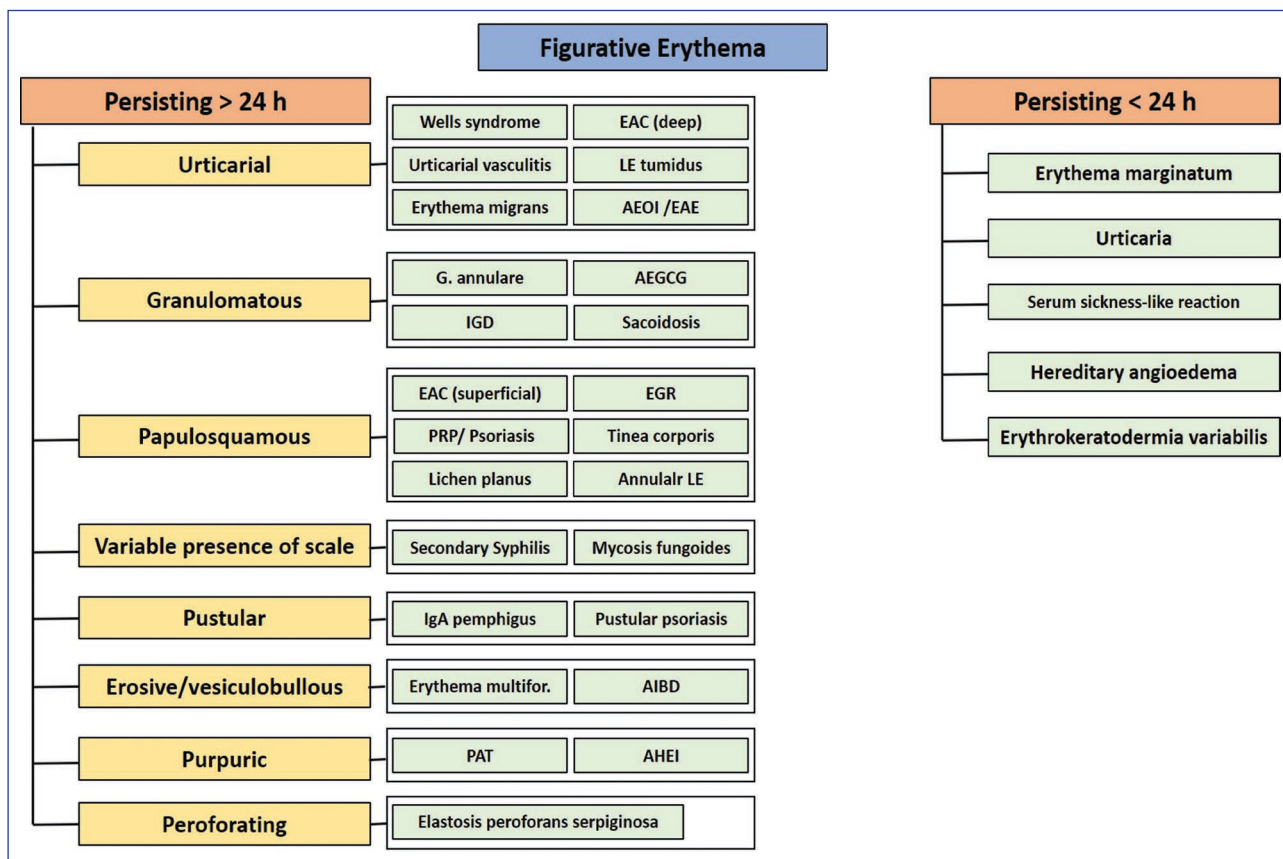 Figurative Erythema
Persisting > 24 h
Urticarial
Wells syndrome
EAC (deep)
Urticarial vasculitis
LE tumidus
Erythema migrans
AEOI /EAE
Granulomatous
G. annulare
AEGCG
IGD
Sacoidosis
Papulosquamous
EAC (superficial)
EGR
PRP/ Psoriasis
Tinea corporis
Lichen planus
Annulalr LE
Variable presence of scale
Secondary Syphilis
Mycosis fungoides
Pustular
IgA pemphigus
Pustular psoriasis
Erosive/vesiculobullous
Erythema multifor.
AIBD
Purpuric
PAT
AHEI
Peroforating
Elastosis peroforans serpiginosa
Persisting < 24 h
Erythema marginatum
Urticaria
Serum sickness-like reaction
Hereditary angioedema
Erythrokeratodermia variabilis